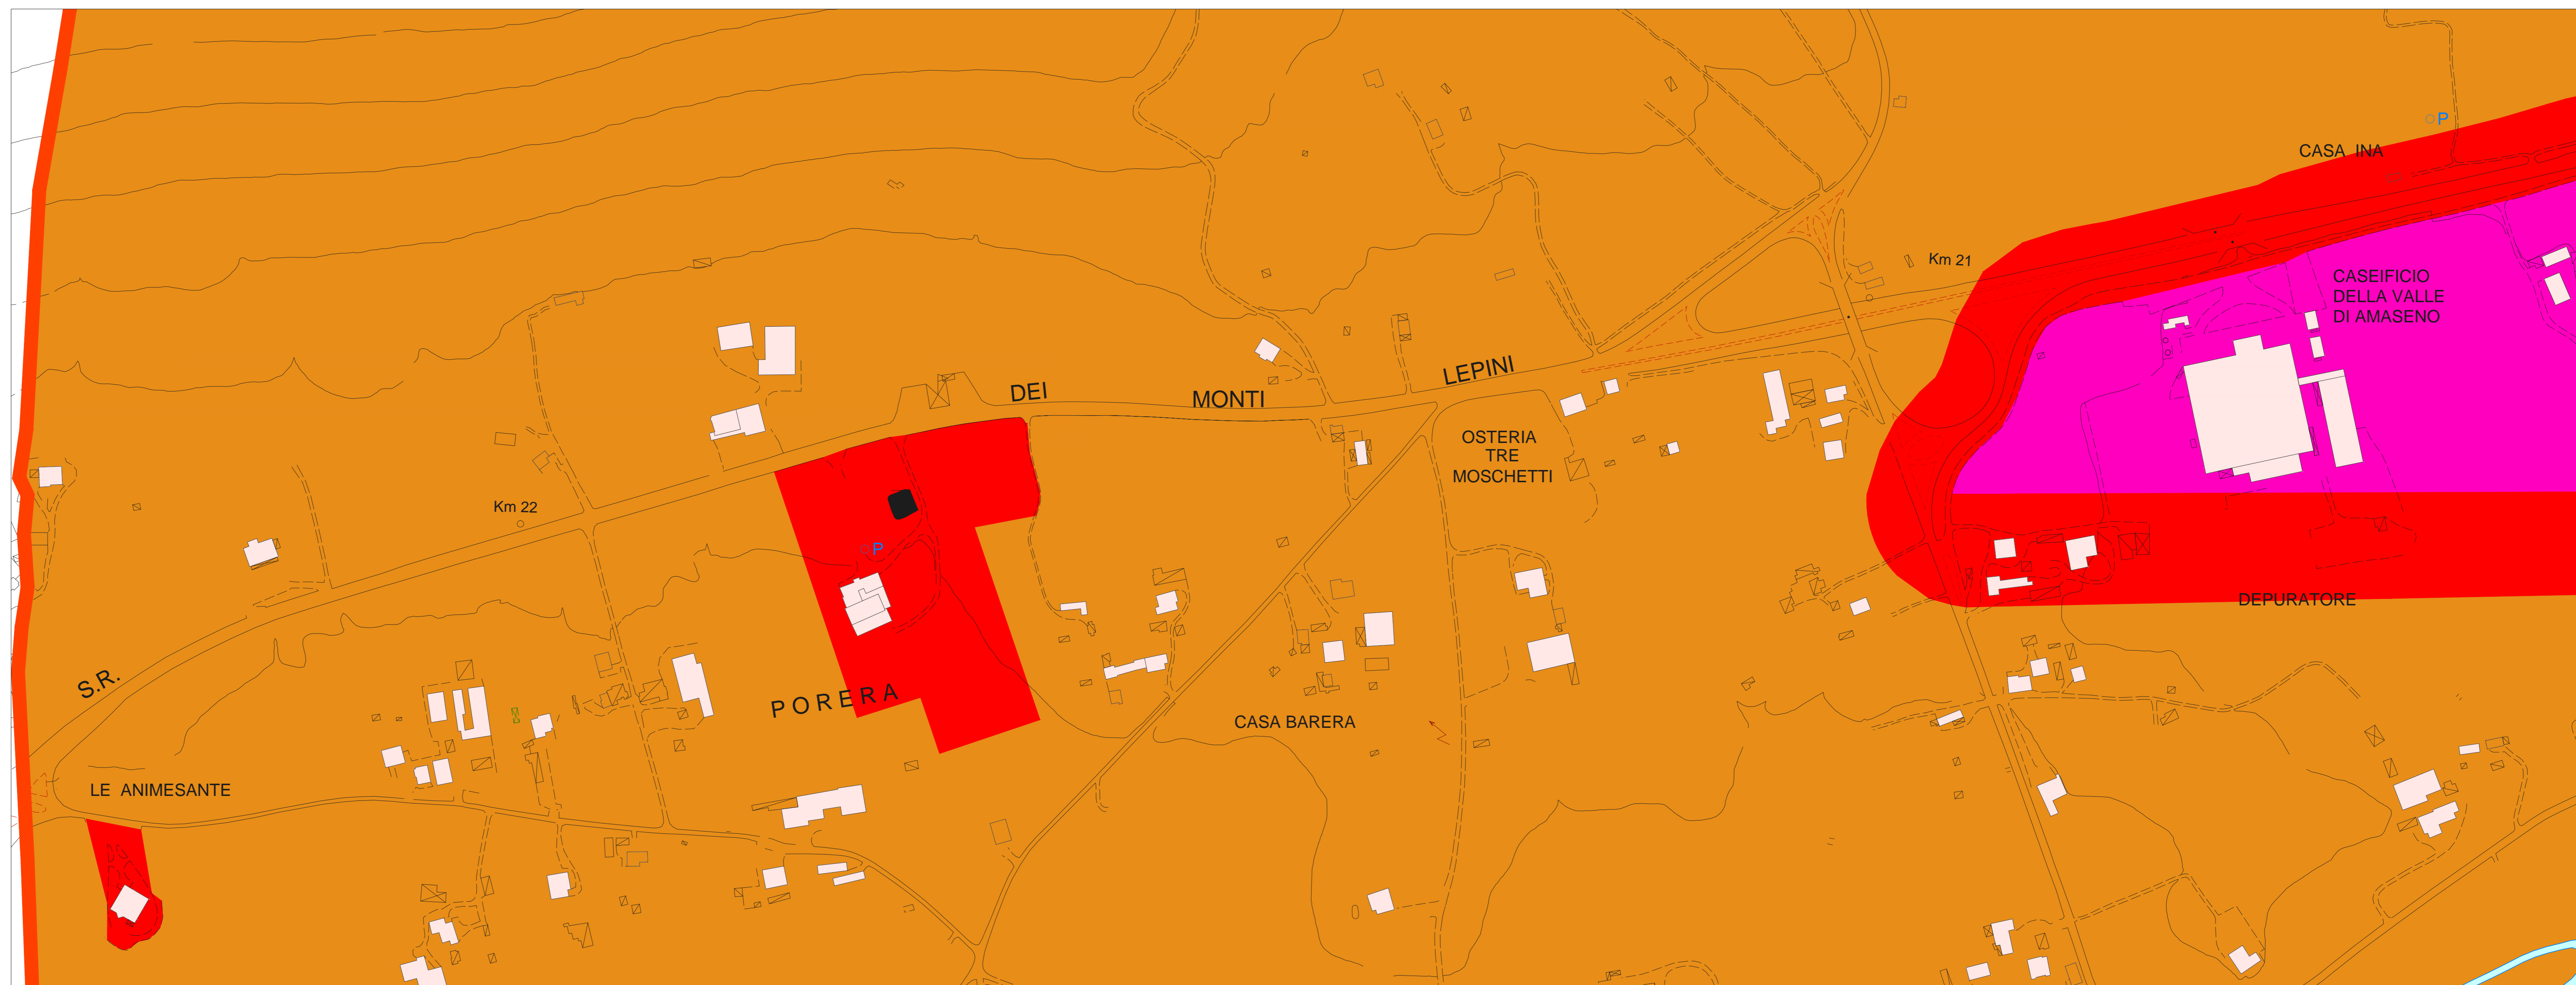 P
CASA INA
Km 21
CASEIFICIO
DELLA VALLE
DI AMASENO
S.R. DEI MONTI LEPINI
OSTERIA
TRE
MOSCHETTI
Km 22
P
DEPURATORE
PORERA
CASA BARERA
LE ANIMESANTE